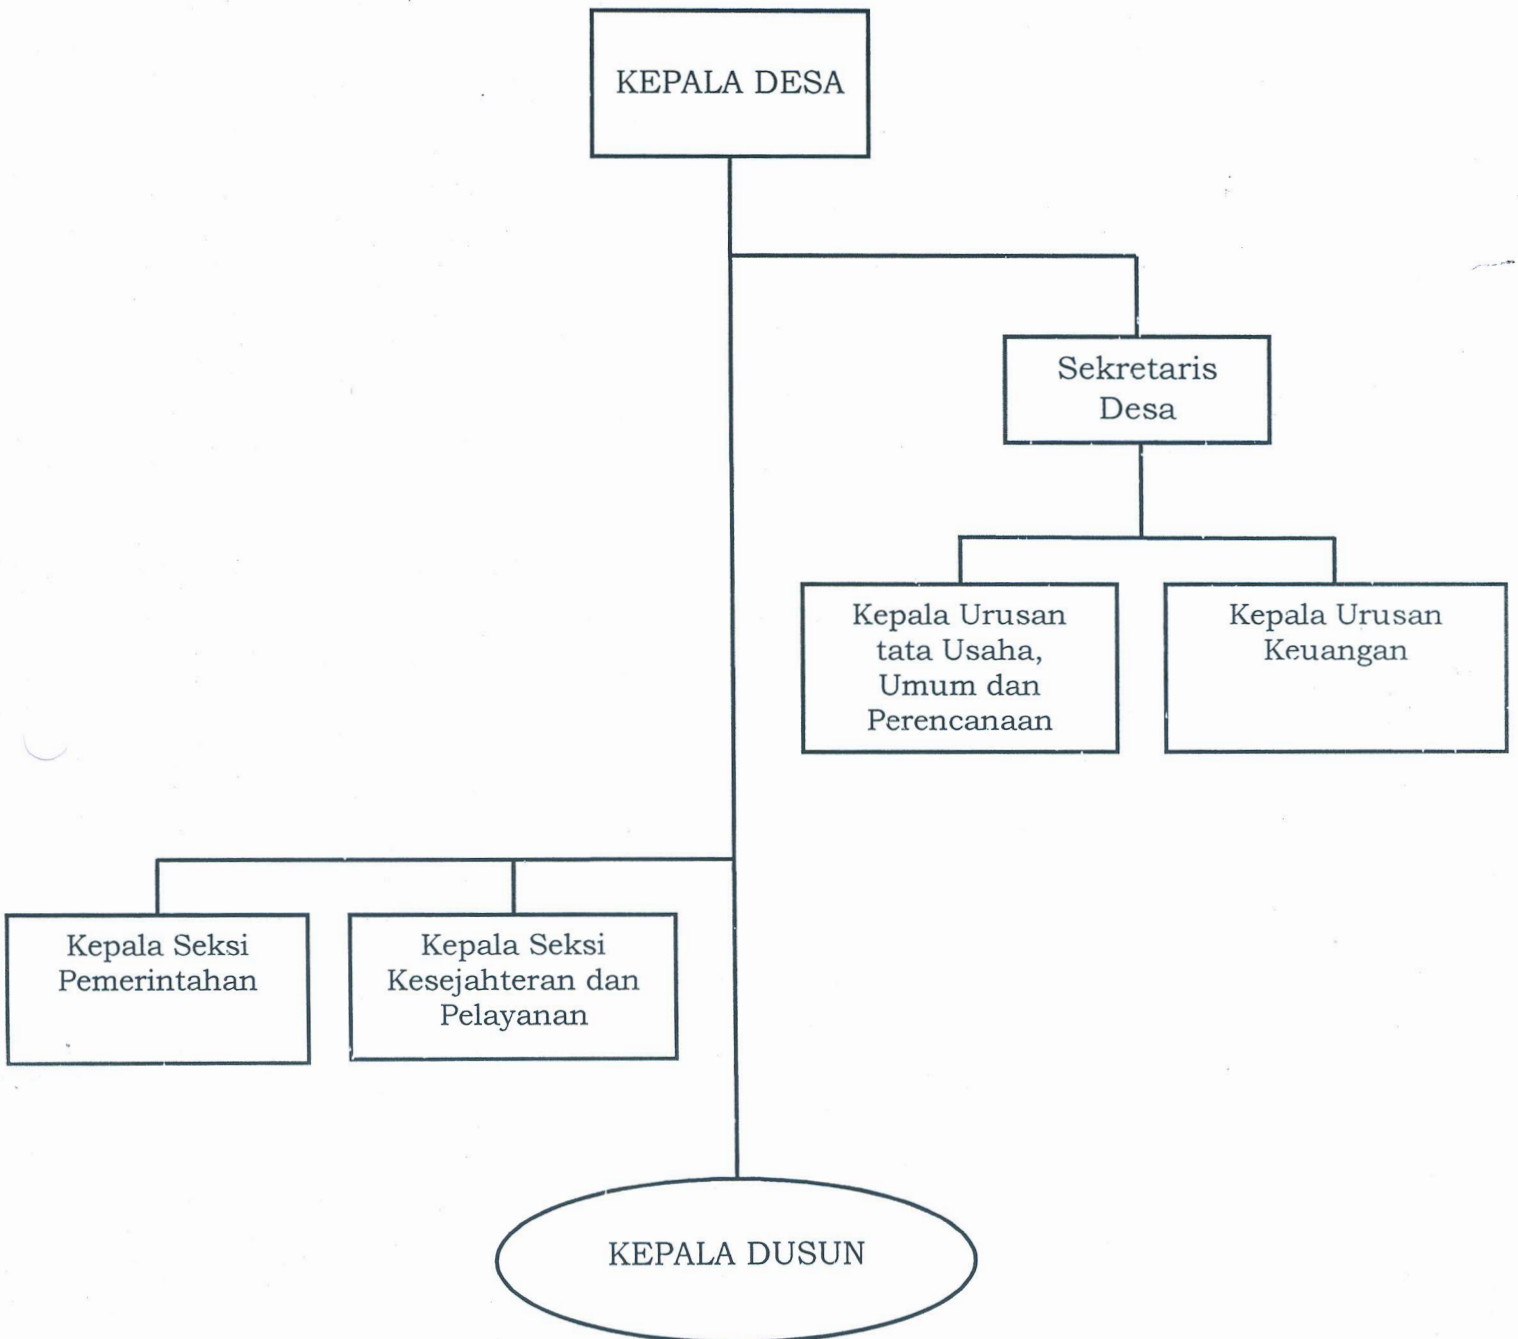 KEPALA DESA
Sekretaris
Desa
Kepala Urusan
tata Usaha,
Umum dan
Perencanaan
Kepala Urusan
Keuangan
Kepala Seksi
Pemerintahan
Kepala Seksi
Kesejahteran dan
Pelayanan
KEPALA DUSUN